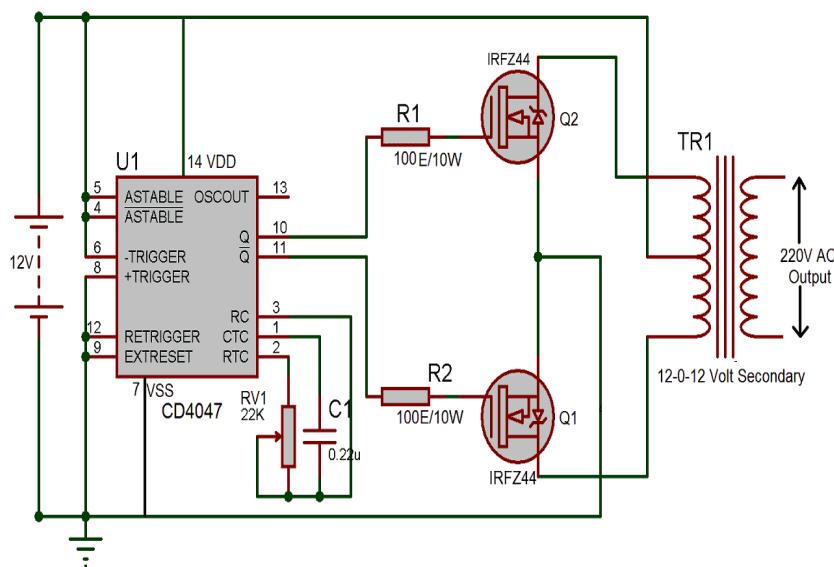 IRFZ44
Q2
R1
100E/10W
TR1
U1
14 VDD
5 ASTABLE OSCOUT 13
4 ASTABLE
Q 10
Q 11
6 -TRIGGER
8 +TRIGGER
12V
220V AC
Output
RC 3
12 RETRIGGER CTC 1
9 EXTRESET RTC 2
R2
12-0-12 Volt Secondary
7 VSS
CD4047
RV1
22K
C1
0.22u
100E/10W
Q1
IRFZ44